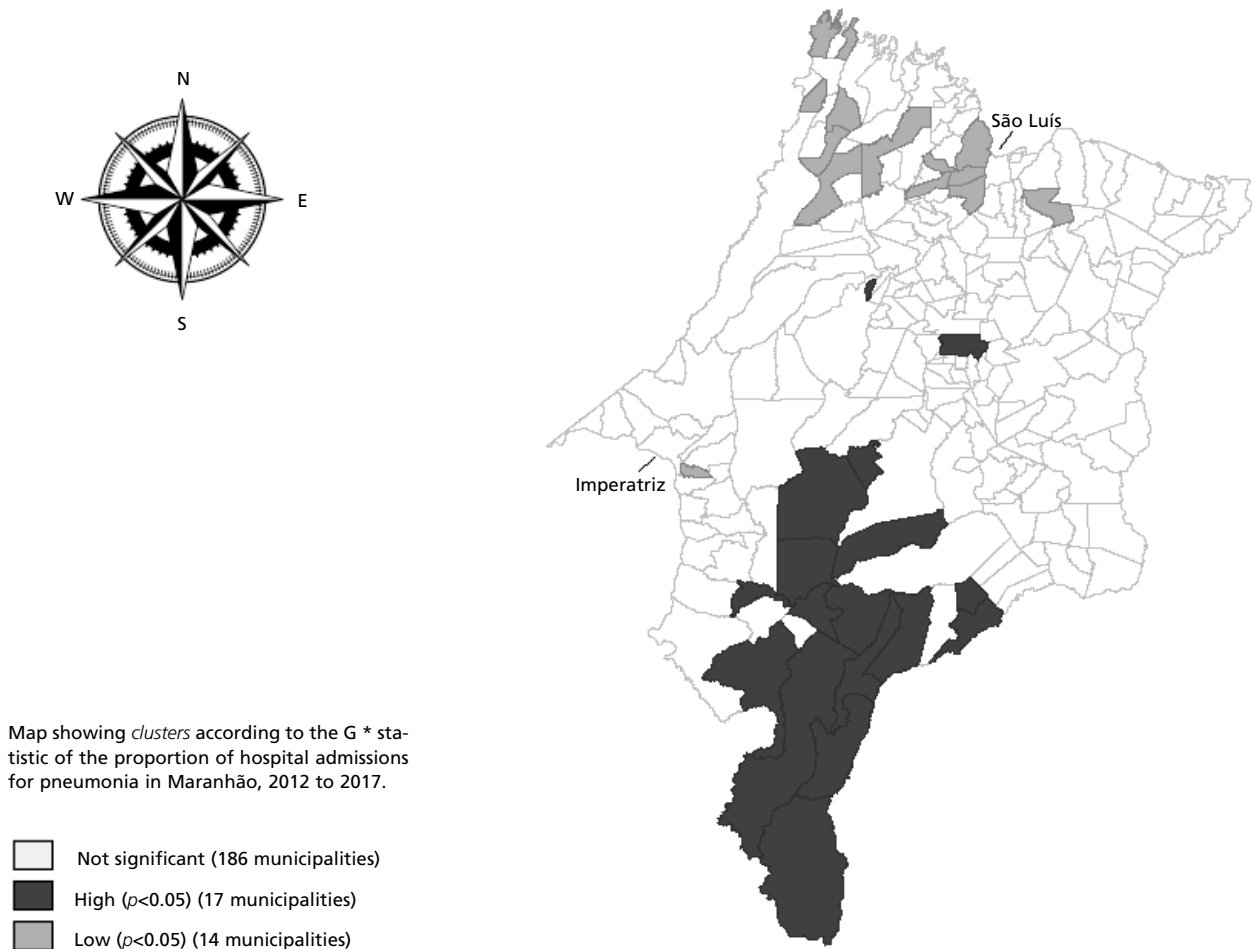 N
W
E
S
São Luís
Imperatriz
Map showing clusters according to the G * sta-
tistic of the proportion of hospital admissions
for pneumonia in Maranhão, 2012 to 2017.
Not significant (186 municipalities)
High (p<0.05) (17 municipalities)
Low (p<0.05) (14 municipalities)